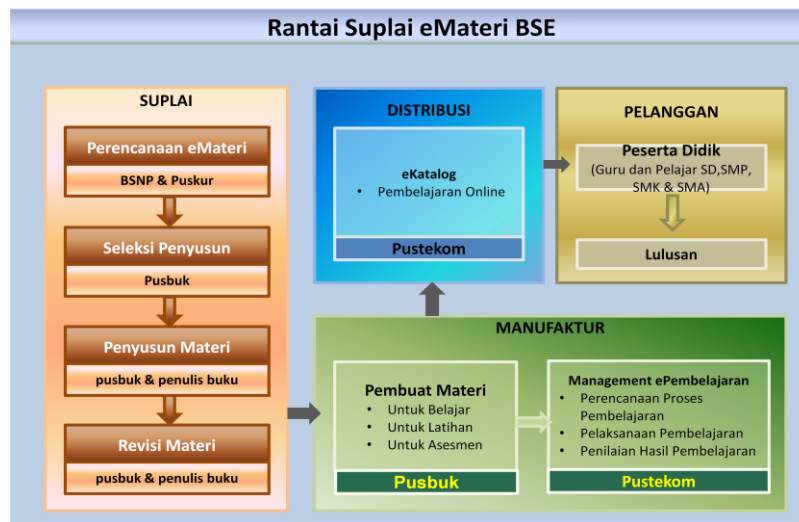 Rantai Suplai eMateri BSE
SUPLAI
Perencanaan eMateri
BSNP & Puskur
Seleksi Penyusun
Pusbuk
Penyusun Materi
pusbuk & penulis buku
Revisi Materi
pusbuk & penulis buku
DISTRIBUSI
eKatalog
• Pembelajaran Online
Pustekom
PELANGGAN
Peserta Didik
(Guru dan Pelajar SD,SMP,
SMK & SMA)
Lulusan
MANUFAKTUR
Pembuat Materi
• Untuk Belajar
• Untuk Latihan
• Untuk Asesmen
Pusbuk
Management ePembelajaran
• Perencanaan Proses
Pembelajaran
• Pelaksanaan Pembelajaran
• Penilaian Hasil Pembelajaran
Pustekom